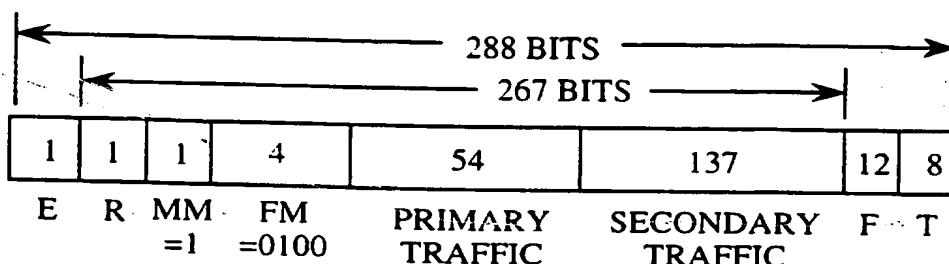 288 BITS
267 BITS
1 1 1 4 54 137 12 8
E R MM FM PRIMARY SECONDARY F T
=1 =0100 TRAFFIC TRAFFIC